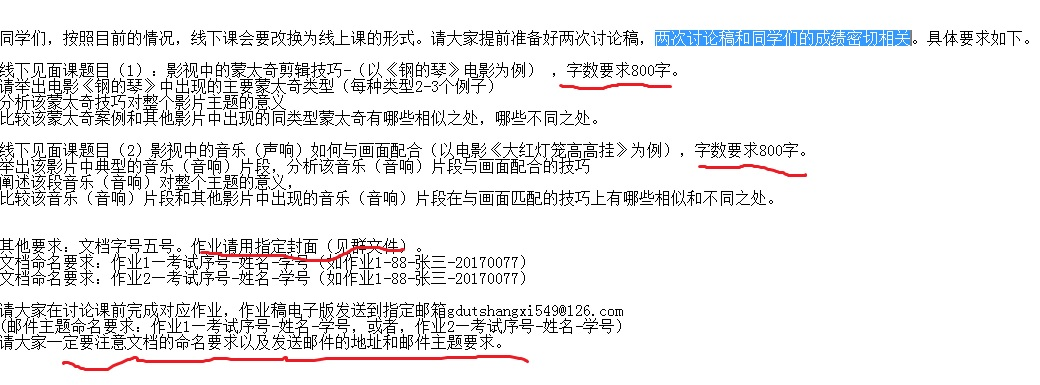 同学们，按照目前的情况，线下课会要改换为线上课的形式。请大家提前准备好两次讨论稿，两次讨论稿和同学们的成绩密切相关。具体要求如下。
线下见面课题目（1）：影视中的蒙太奇剪辑技巧-（以《钢的琴》电影为例），字数要求800字。
请举出电影《钢的琴》中出现的主要蒙太奇类型（每种类型2-3个例子）
分析该蒙太奇技巧对整个影片主题的意义
比较该蒙太奇案例和其他影片中出现的同类型蒙太奇有哪些相似之处，哪些不同之处。
线下见面课题目（2）影视中的音乐（声响）如何与画面配合（以电影《大红灯笼高高挂》为例），字数要求800字。
举出该影片中典型的音乐（音响）片段，分析该音乐（音响）片段与画面配合的技巧
阐述该段音乐（音响）对整个主题的意义，
比较该音乐（音响）片段和其他影片中出现的音乐（音响）片段在与画面匹配的技巧上有哪些相似和不同之处。
其他要求：文档字号五号。作业请用指定封面（见群文件）。
文档命名要求：作业1—考试序号-姓名-学号（如作业1-88-张三-20170077）
文档命名要求：作业2—考试序号-姓名-学号（如作业1-88-张三-20170077）
请大家在讨论课前完成对应作业，作业稿电子版发送到指定邮箱gdutshangxi549@126.com
（邮件主题命名要求：作业1—考试序号-姓名-学号，或者，作业2—考试序号-姓名-学号）
请大家一定要注意文档的命名要求以及发送邮件的地址和邮件主题要求。